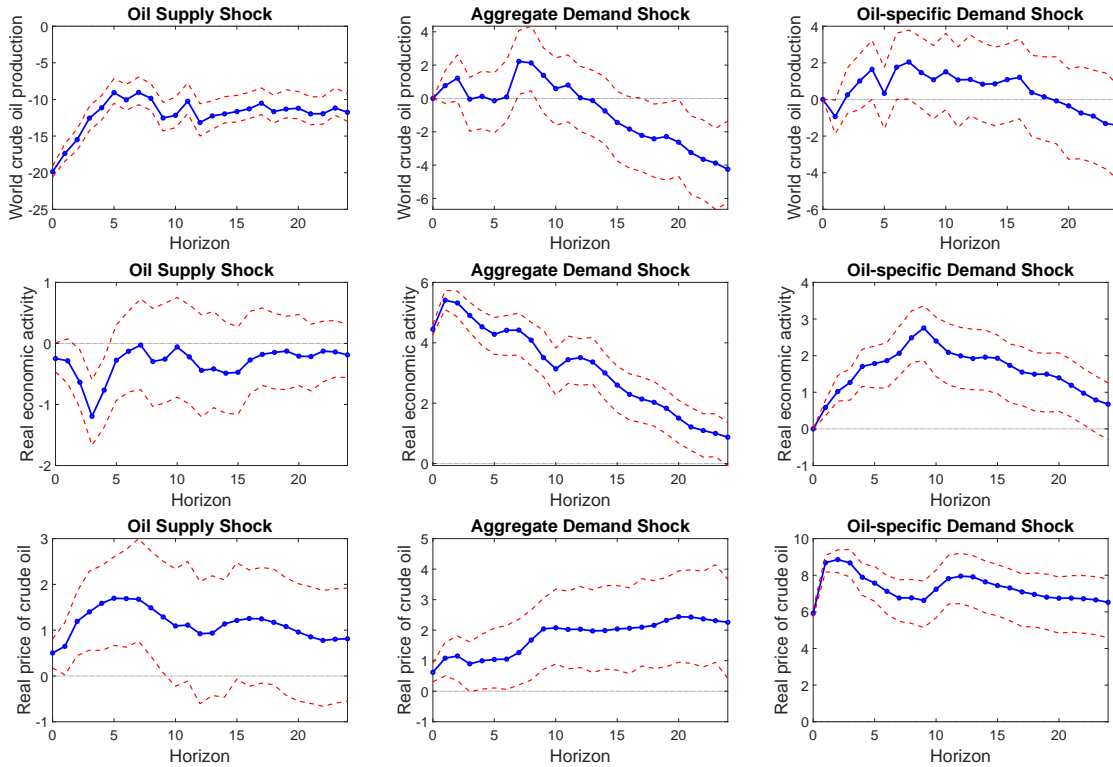 Oil Supply Shock
World crude oil production
0
-5
-10
-15
-20
-25
0 5 10 15 20
Horizon
Aggregate Demand Shock
World crude oil production
4
2
0
-2
-4
-6
0 5 10 15 20
Horizon
Oil-specific Demand Shock
World crude oil production
4
2
0
-2
-4
-6
0 5 10 15 20
Horizon
Oil Supply Shock
Real economic activity
1
0
-1
-2
0 5 10 15 20
Horizon
Aggregate Demand Shock
Real economic activity
6
4
2
0
0 5 10 15 20
Horizon
Oil-specific Demand Shock
Real economic activity
4
3
2
1
0
-1
0 5 10 15 20
Horizon
Oil Supply Shock
Real price of crude oil
3
2
1
0
-1
0 5 10 15 20
Horizon
Aggregate Demand Shock
Real price of crude oil
5
4
3
2
1
0
-1
0 5 10 15 20
Horizon
Oil-specific Demand Shock
Real price of crude oil
10
8
6
4
2
0
0 5 10 15 20
Horizon